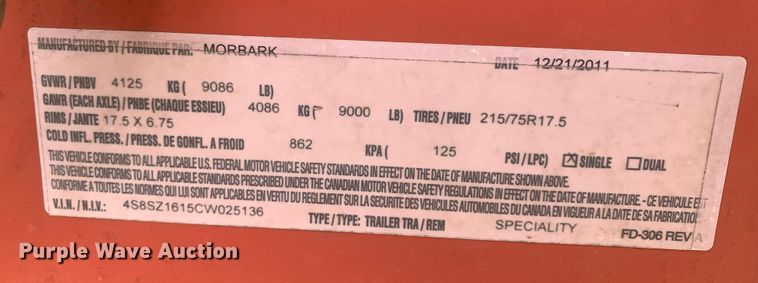 MANUFACTURED BY / FABRIQUE PAR: MORBARK DATE 12/21/2011
GVWR / PNBV 4125 KG ( 9086 LB)
GAWR (EACH AXLE) / PNBE (CHAQUE ESSIEU) 4086 KG ( 9000 LB) TIRES / PNEU 215/75R17.5
RIMS / JANTE 17.5 × 6.75
COLD INFL. PRESS. / PRESS. DE GONFL. A FROID 862 KPA ( 125 PSI / LPC) ☒ SINGLE ☐ DUAL
THIS VEHICLE CONFORMS TO ALL APPLICABLE U.S. FEDERAL MOTOR VEHICLE SAFETY STANDARDS IN EFFECT ON THE DATE OF MANUFACTURE SHOWN ABOVE.
THIS VEHICLE CONFORMS TO ALL APPLICABLE STANDARDS PRESCRIBED UNDER THE CANADIAN MOTOR VEHICLE SAFETY REGULATIONS IN EFFECT ON THE DATE OF MANUFACTURE - CE VEHICULE EST
CONFORME A TOUTES LES NORMES QUI LUI SONT APPLICABLES EN VERTU DU REGLEMENT SUR LA SECURITE DES VEHICULES AUTOMOBILES DU CANADA EN VIGUEUR A LA DATE DE SA FABRICATION.
V.I.N. / N.I.V.: 4S8SZ1615CW025136 TYPE / TYPE: TRAILER TRA / REM SPECIALITY FD-306 REV A
Purple Wave Auction